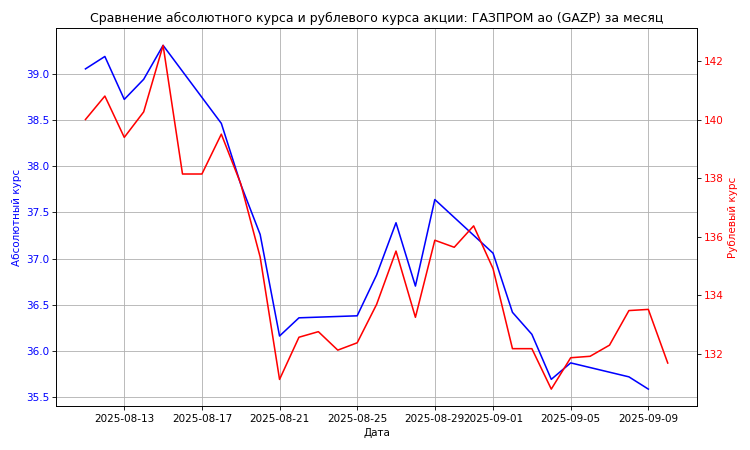 Сравнение абсолютного курса и рублевого курса акции: ГАЗПРОМ ао (GAZP) за месяц
Абсолютный курс
39.0
38.5
38.0
37.5
37.0
36.5
36.0
35.5
142
140
138
136
134
132
Рублевый курс
2025-08-13 2025-08-17 2025-08-21 2025-08-25 2025-08-29 2025-09-01 2025-09-05 2025-09-09
Дата